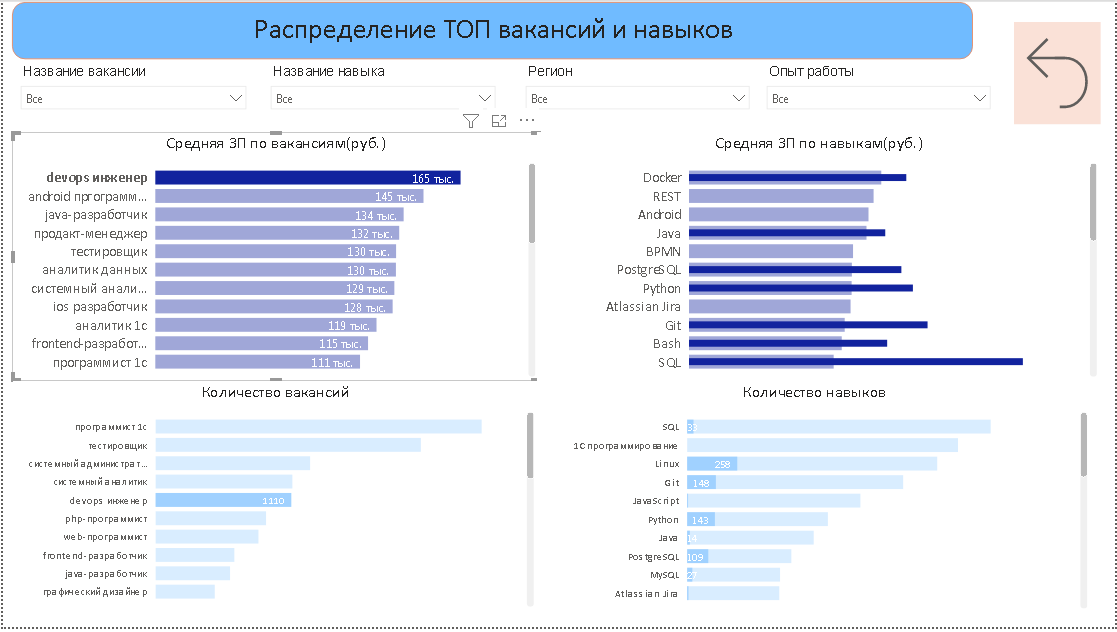 Распределение ТОП вакансий и навыков
Название вакансии
Название навыка
Регион
Опыт работы
Все
Все
Все
Все
Средняя ЗП по вакансиям(руб.)
devops инженер 165 тыс.
android прграмм... 145 тыс.
java-разработчик 134 тыс.
продакт-менеджер 132 тыс.
тестировщик 130 тыс.
аналитик данных 130 тыс.
системный анали... 129 тыс.
ios разработчик 128 тыс.
аналитик 1с 119 тыс.
frontend-разработ... 115 тыс.
программист 1с 111 тыс.
Средняя ЗП по навыкам(руб.)
Docker
REST
Android
Java
BPMN
PostgreSQL
Python
Atlassian Jira
Git
Bash
SQL
Количество вакансий
программист 1с
тестировщик
системный администрат...
системный аналитик
devops инженер 1110
php-программист
web-программист
frontend-разработчик
java-разработчик
графический дизайнер
Количество навыков
SQL 32
1С программирование
Linux 258
Git 148
JavaScript
Python 143
Java 14
PostgreSQL 109
MySQL 27
Atlassian Jira